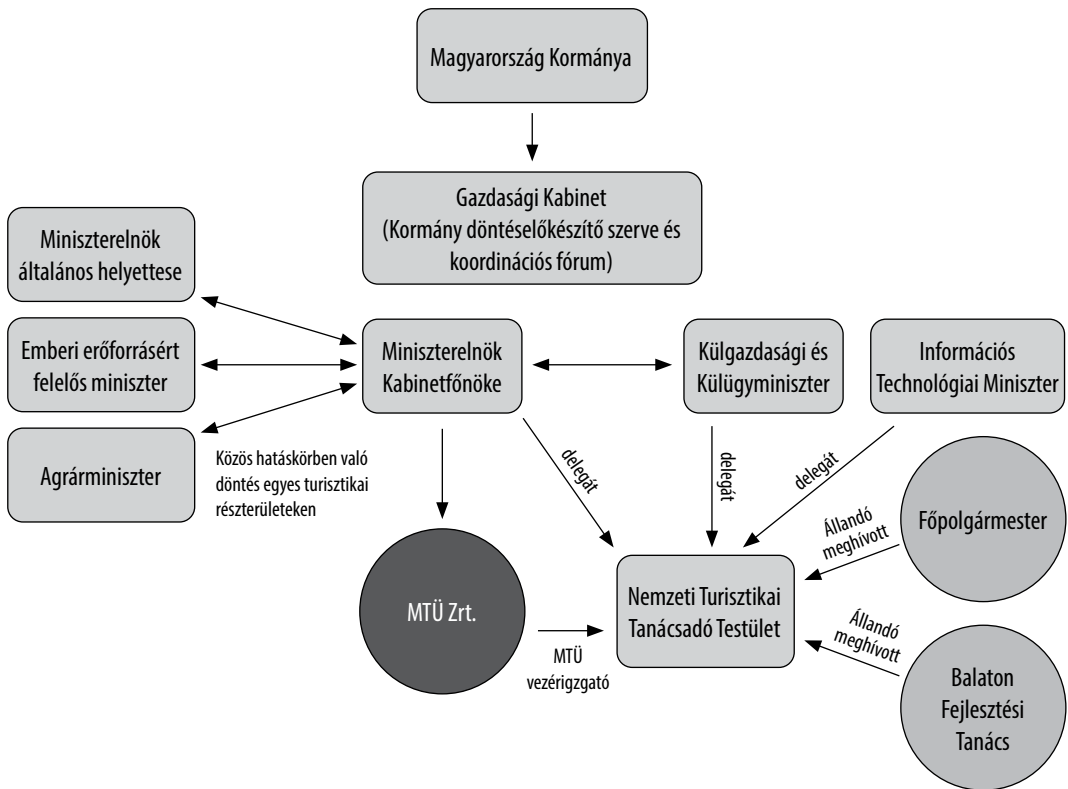 Magyarország Kormánya
Gazdasági Kabinet
(Kormány döntéselőkészítő szerve és
koordinációs fórum)
Miniszterelnök
általános helyettese
Emberi erőforrásért
felelős miniszter
Agrárminiszter
Miniszterelnök
Kabinetfőnöke
Külgazdasági és
Külügyminiszter
Információs
Technológiai Miniszter
Közös hatáskörben való
döntés egyes turisztikai
részterületeken
delegát
delegát
delegát
Állandó
meghívott
Főpolgármester
MTÜ Zrt.
MTÜ
vezérigzgató
Nemzeti Turisztikai
Tanácsadó Testület
Állandó
meghívott
Balaton
Fejlesztési
Tanács